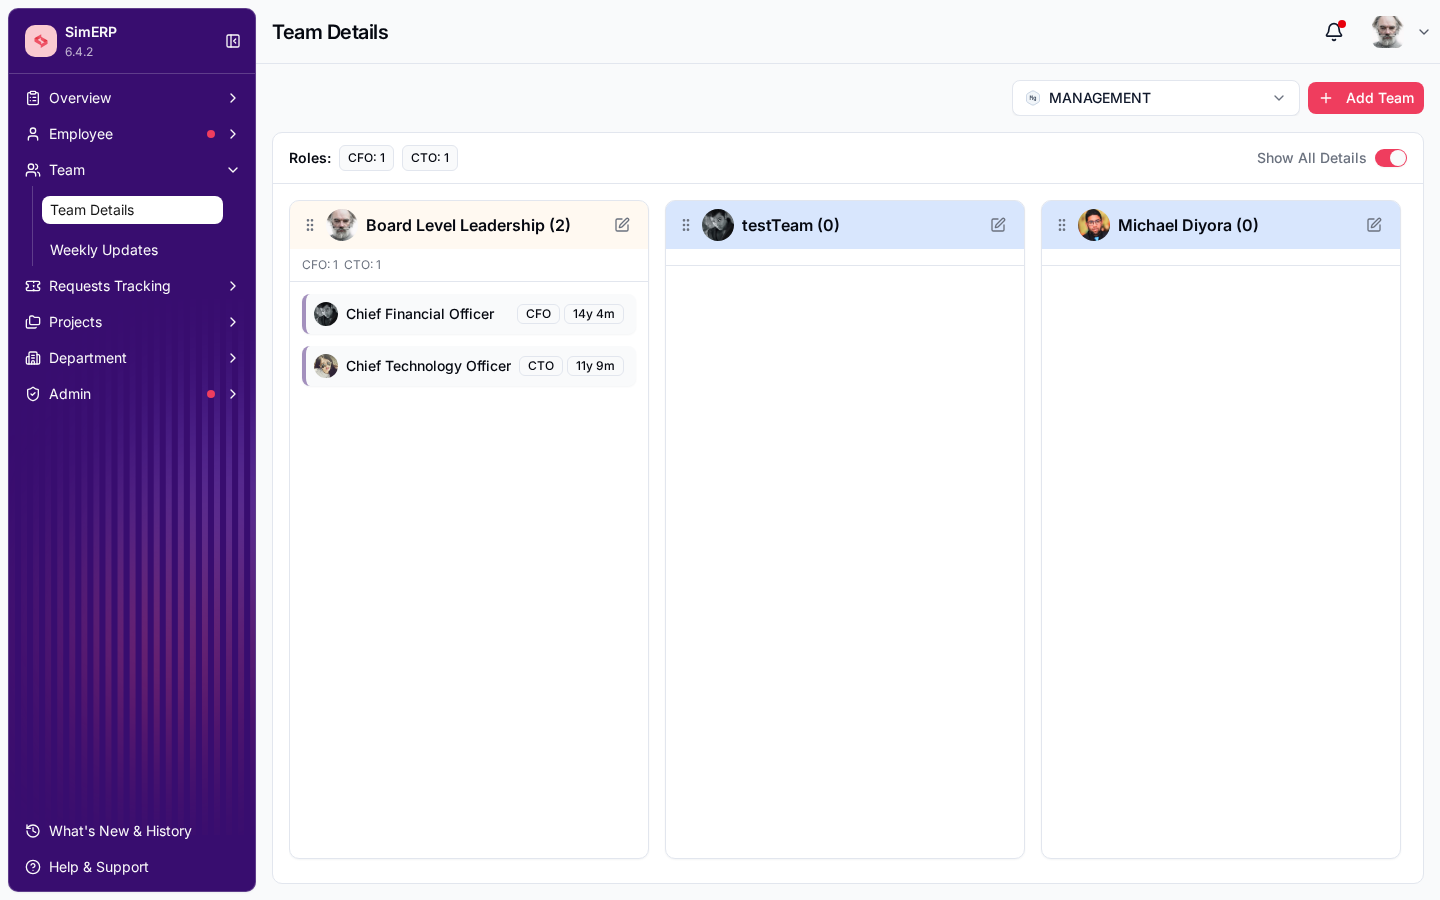 SimERP
6.4.2
Overview
Employee
Team
Team Details
Weekly Updates
Requests Tracking
Projects
Department
Admin
What's New & History
Help & Support
Team Details
MANAGEMENT
Add Team
Roles: CFO: 1 CTO: 1
Show All Details
Board Level Leadership (2)
CFO: 1 CTO: 1
Chief Financial Officer CFO 14y 4m
Chief Technology Officer CTO 11y 9m
testTeam (0)
Michael Diyora (0)